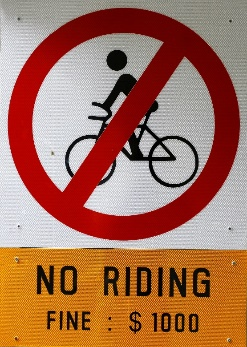 NO RIDING
FINE : $ 1000